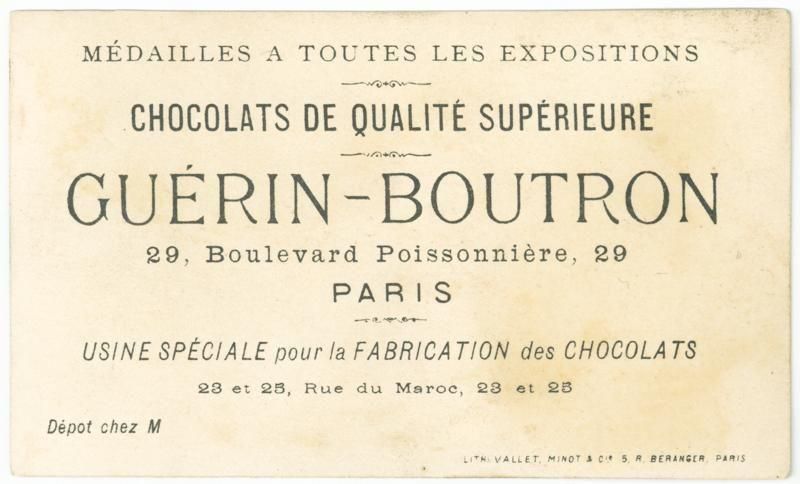 MÉDAILLES A TOUTES LES EXPOSITIONS
CHOCOLATS DE QUALITÉ SUPÉRIEURE
GUÉRIN-BOUTRON
29, Boulevard Poissonnière, 29
PARIS
USINE SPÉCIALE pour la FABRICATION des CHOCOLATS
23 et 25, Rue du Maroc, 23 et 25
Dépot chez M
LITH. VALLET, MINOT & Cie 5, R. BERANGER, PARIS